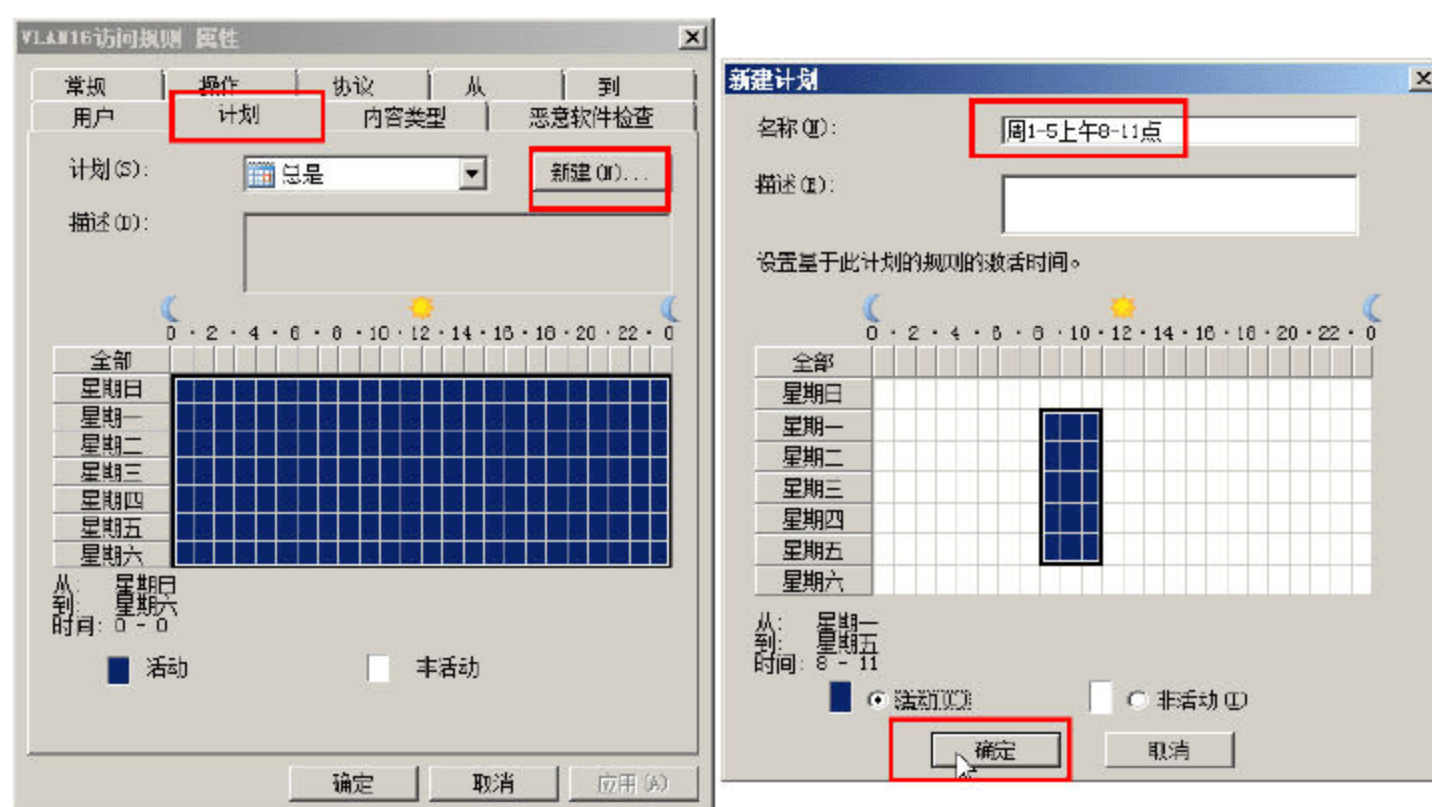 VLAN16访问规则 属性
常规 操作 协议 从 到
用户 计划 内容类型 恶意软件检查
计划(S): 总是 新建(N)...
描述(D):
0 · 2 · 4 · 6 · 8 · 10 · 12 · 14 · 16 · 18 · 20 · 22 · 0
全部
星期日
星期一
星期二
星期三
星期四
星期五
星期六
从: 星期日
到: 星期六
时间: 0 - 0
活动 非活动
确定 取消 应用(A)
新建计划
名称(N): 周1-5上午8-11点
描述(E):
设置基于此计划的规则的激活时间。
0 · 2 · 4 · 6 · 8 · 10 · 12 · 14 · 16 · 18 · 20 · 22 · 0
全部
星期日
星期一
星期二
星期三
星期四
星期五
星期六
从: 星期一
到: 星期五
时间: 8 - 11
活动(C) 非活动(I)
确定 取消